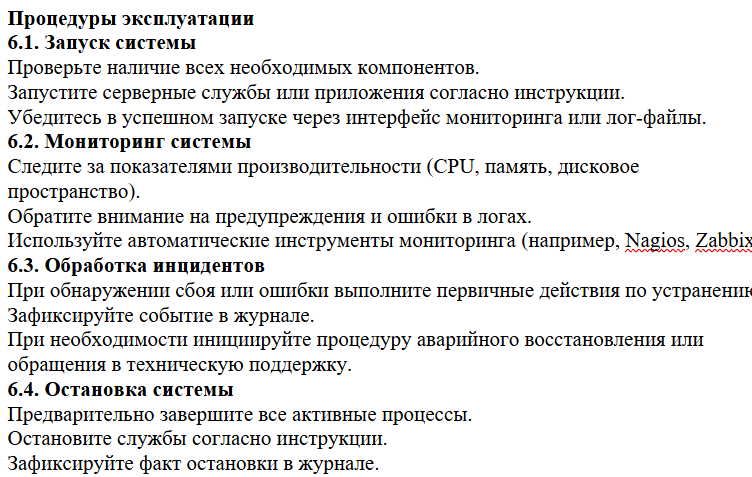 Процедуры эксплуатации
6.1. Запуск системы
Проверьте наличие всех необходимых компонентов.
Запустите серверные службы или приложения согласно инструкции.
Убедитесь в успешном запуске через интерфейс мониторинга или лог-файлы.
6.2. Мониторинг системы
Следите за показателями производительности (CPU, память, дисковое
пространство).
Обратите внимание на предупреждения и ошибки в логах.
Используйте автоматические инструменты мониторинга (например, Nagios, Zabbix
6.3. Обработка инцидентов
При обнаружении сбоя или ошибки выполните первичные действия по устранению
Зафиксируйте событие в журнале.
При необходимости инициируйте процедуру аварийного восстановления или
обращения в техническую поддержку.
6.4. Остановка системы
Предварительно завершите все активные процессы.
Остановите службы согласно инструкции.
Зафиксируйте факт остановки в журнале.